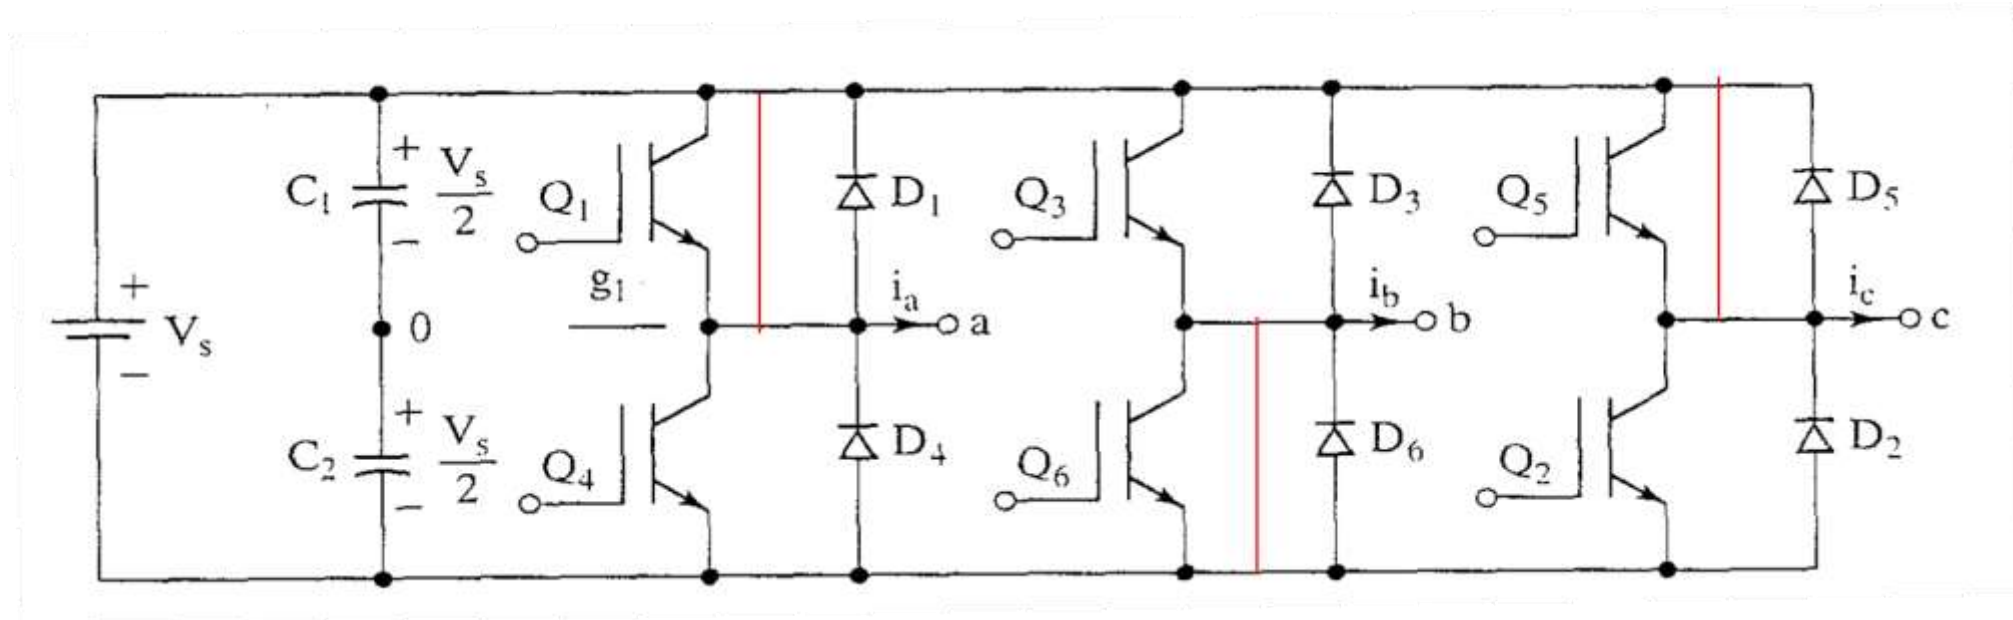 +
V_s
−
C_1
+
V_s
2
−
0
C_2
+
V_s
2
−
Q_1
g_1
Q_4
D_1
i_a
a
D_4
Q_3
Q_6
D_3
i_b
b
D_6
Q_5
Q_2
D_5
i_c
c
D_2